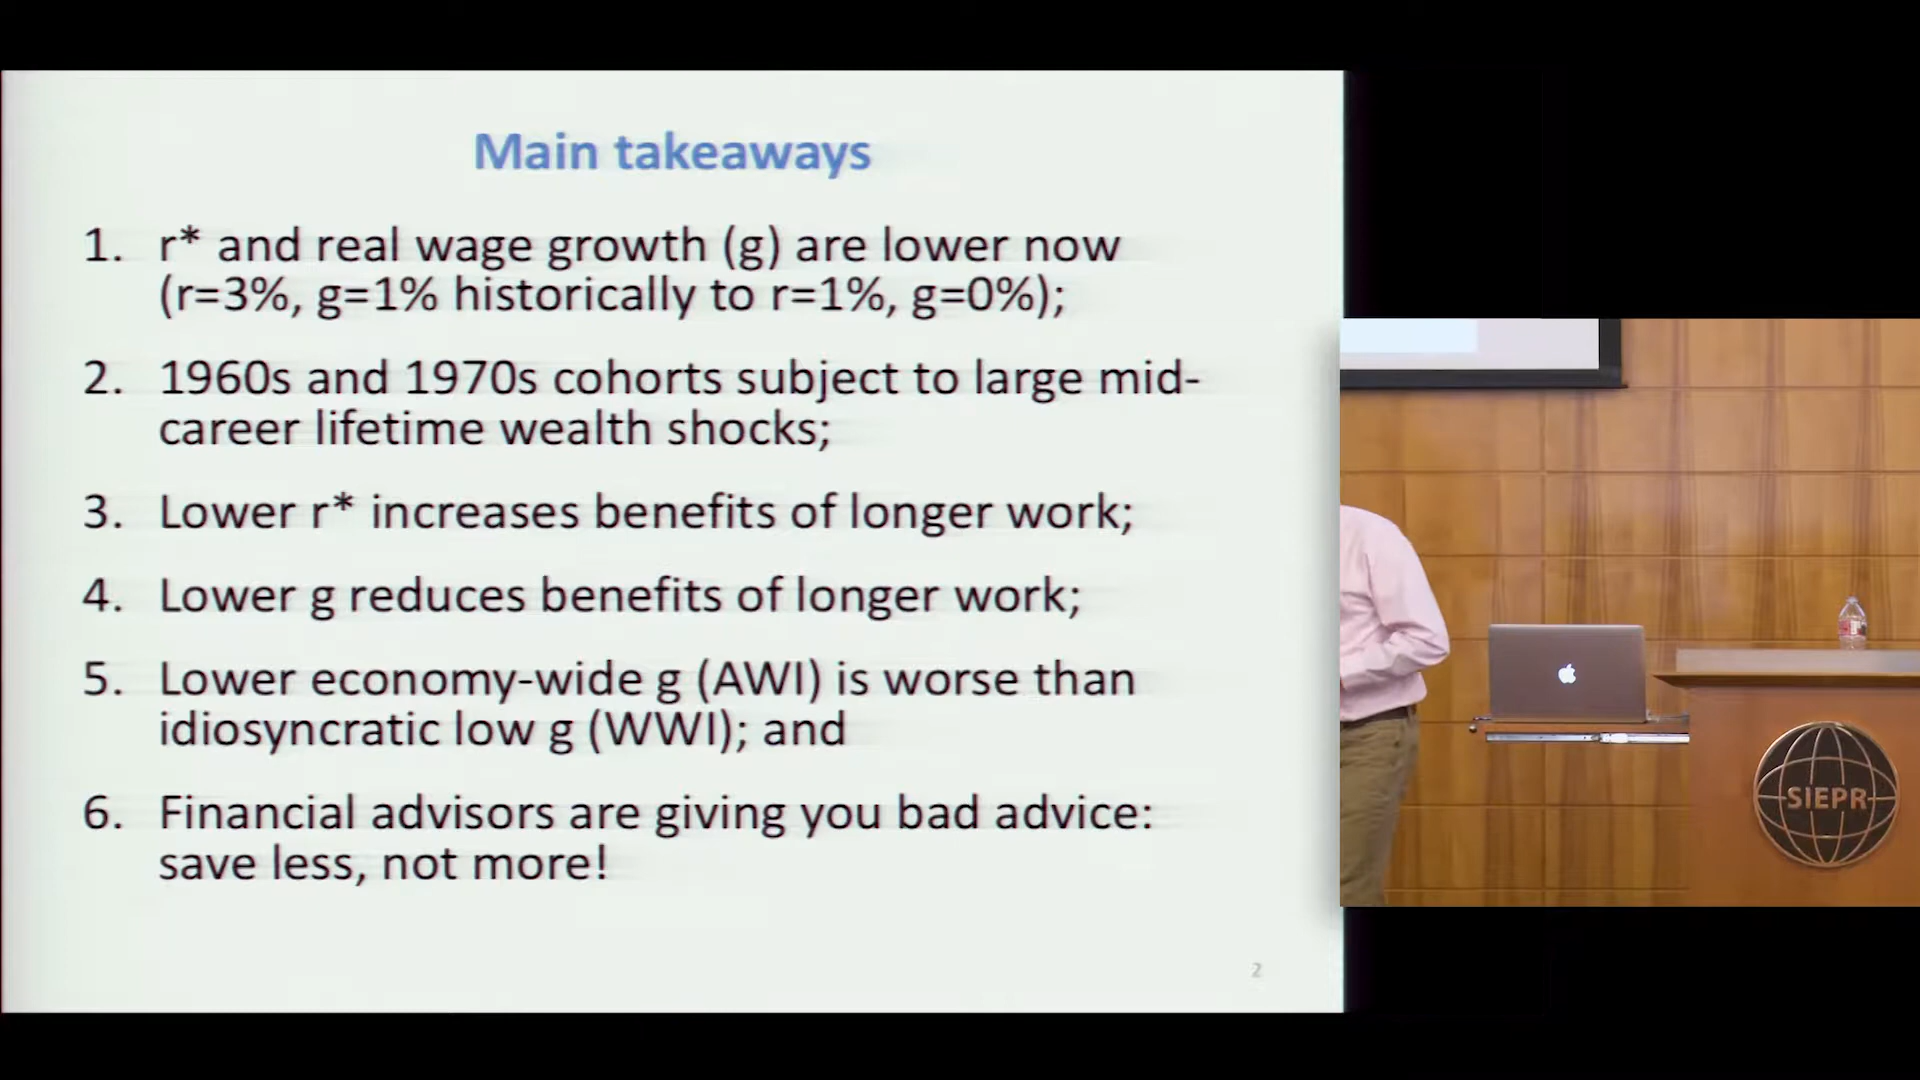 Main takeaways
1. r* and real wage growth (g) are lower now
(r=3%, g=1% historically to r=1%, g=0%);
2. 1960s and 1970s cohorts subject to large mid-
career lifetime wealth shocks;
3. Lower r* increases benefits of longer work;
4. Lower g reduces benefits of longer work;
5. Lower economy-wide g (AWI) is worse than
idiosyncratic low g (WWI); and
6. Financial advisors are giving you bad advice:
save less, not more!
2
SIEPR